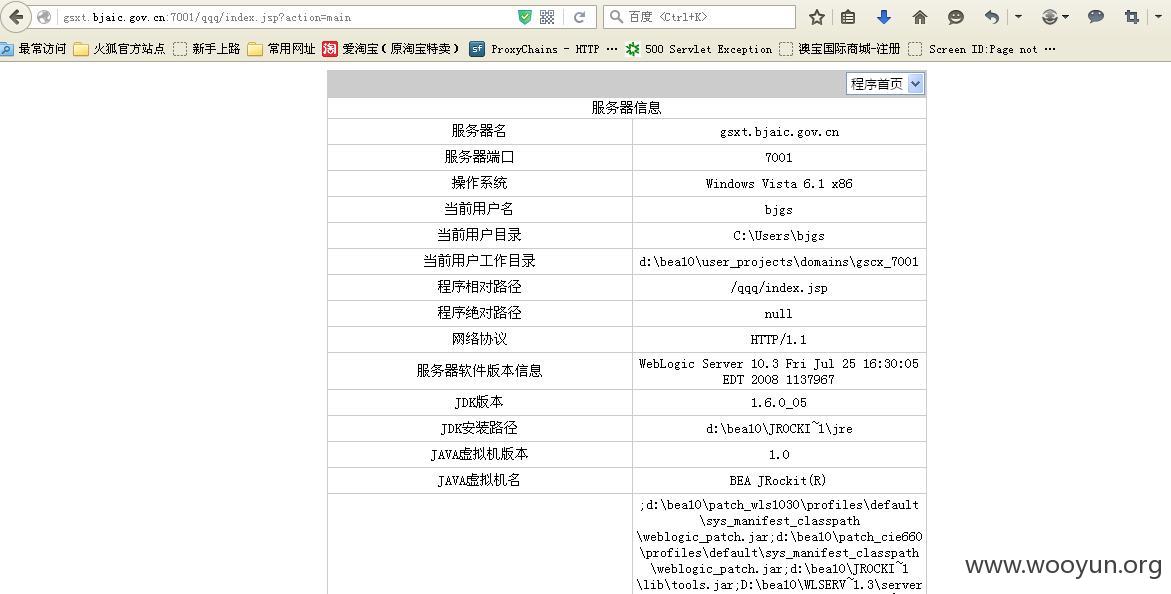 gsxt.bjaic.gov.cn:7001/qqq/index.jsp?action=main
百度 <Ctrl+K>
最常访问 火狐官方站点 新手上路 常用网址 淘 爱淘宝（原淘宝特卖） sf ProxyChains - HTTP ... 500 Servlet Exception 澳宝国际商城-注册 Screen ID:Page not ...
程序首页
服务器信息
服务器名 gsxt.bjaic.gov.cn
服务器端口 7001
操作系统 Windows Vista 6.1 x86
当前用户名 bjgs
当前用户目录 C:\Users\bjgs
当前用户工作目录 d:\bea10\user_projects\domains\gscx_7001
程序相对路径 /qqq/index.jsp
程序绝对路径 null
网络协议 HTTP/1.1
服务器软件版本信息 WebLogic Server 10.3 Fri Jul 25 16:30:05
EDT 2008 1137967
JDK版本 1.6.0_05
JDK安装路径 d:\bea10\JROCKI~1\jre
JAVA虚拟机版本 1.0
JAVA虚拟机名 BEA JRockit(R)
;d:\bea10\patch_wls1030\profiles\default
\sys_manifest_classpath
\weblogic_patch.jar;d:\bea10\patch_cie660
\profiles\default\sys_manifest_classpath
\weblogic_patch.jar;d:\bea10\JROCKI~1
\lib\tools.jar;D:\bea10\WLSERV~1.3\server
www.wooyun.org